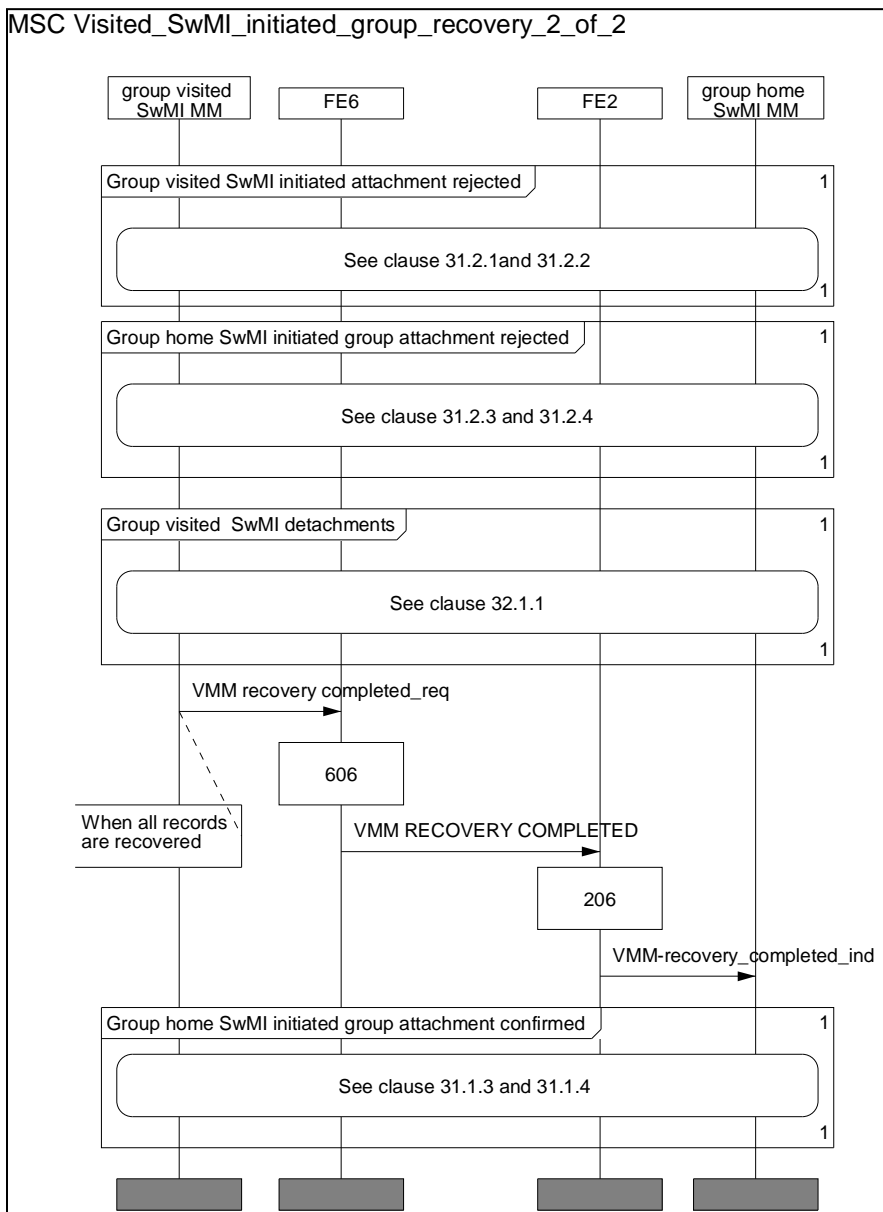 MSC Visited_SwMI_initiated_group_recovery_2_of_2
group visited
SwMI MM
FE6
FE2
group home
SwMI MM
Group visited SwMI initiated attachment rejected
1
See clause 31.2.1and 31.2.2
1
Group home SwMI initiated group attachment rejected
1
See clause 31.2.3 and 31.2.4
1
Group visited  SwMI detachments
1
See clause 32.1.1
1
VMM recovery completed_req
606
When all records
are recovered
VMM RECOVERY COMPLETED
206
VMM-recovery_completed_ind
Group home SwMI initiated group attachment confirmed
1
See clause 31.1.3 and 31.1.4
1